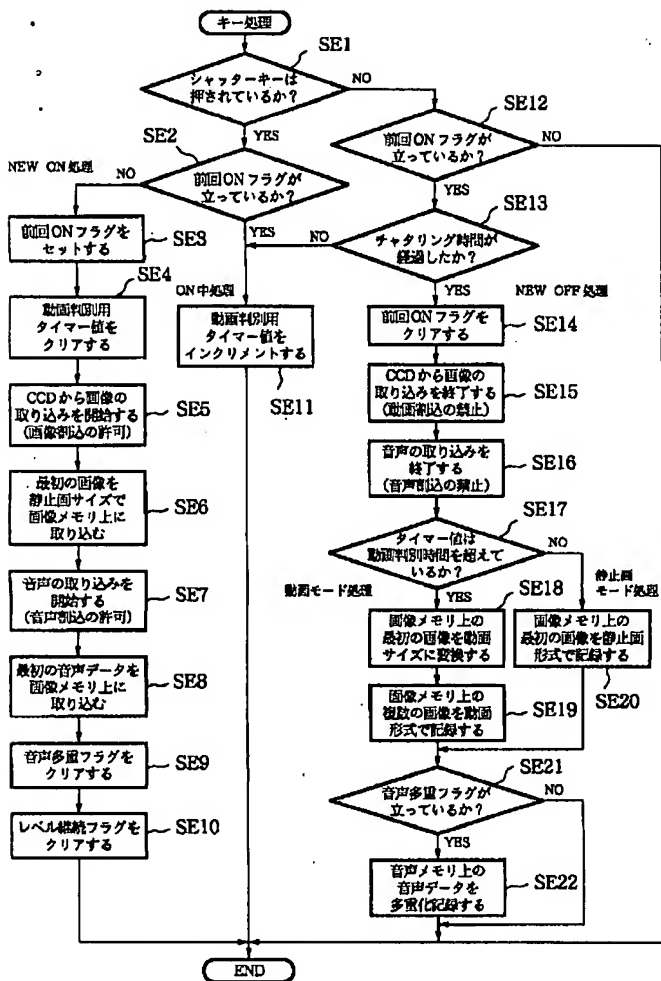 キー処理
SE1
シャッターキーは
押されているか？
NO
YES
SE2
前回ONフラグが
立っているか？
NEW ON 処理
NO
YES
前回ONフラグを
セットする
SE3
SE4
動画判別用
タイマー値を
クリアする
CCDから画像の
取り込みを開始する
(画像割込の許可)
SE5
最初の画像を
静止画サイズで
画像メモリ上に
取り込む
SE6
音声の取り込みを
開始する
(音声割込の許可)
SE7
最初の音声データを
画像メモリ上に
取り込む
SE8
音声多重フラグを
クリアする
SE9
レベル継続フラグを
クリアする
SE10
ON中処理
動画判別用
タイマー値を
インクリメントする
SE11
SE12
前回ONフラグが
立っているか？
NO
YES
SE13
チャタリング時間が
経過したか？
NO
YES
NEW OFF処理
前回ONフラグを
クリアする
SE14
CCDから画像の
取り込みを終了する
(動画割込の禁止)
SE15
音声の取り込みを
終了する
(音声割込の禁止)
SE16
SE17
タイマー値は
動画判別時間を超えて
いるか？
NO
YES
動画モード処理
SE18
画像メモリ上の
最初の画像を動画
サイズに変換する
画像メモリ上の
複数の画像を動画
形式で記録する
SE19
静止画
モード処理
画像メモリ上の
最初の画像を静止画
形式で記録する
SE20
SE21
音声多重フラグが
立っているか？
NO
YES
音声メモリ上の
音声データを
多重化記録する
SE22
END